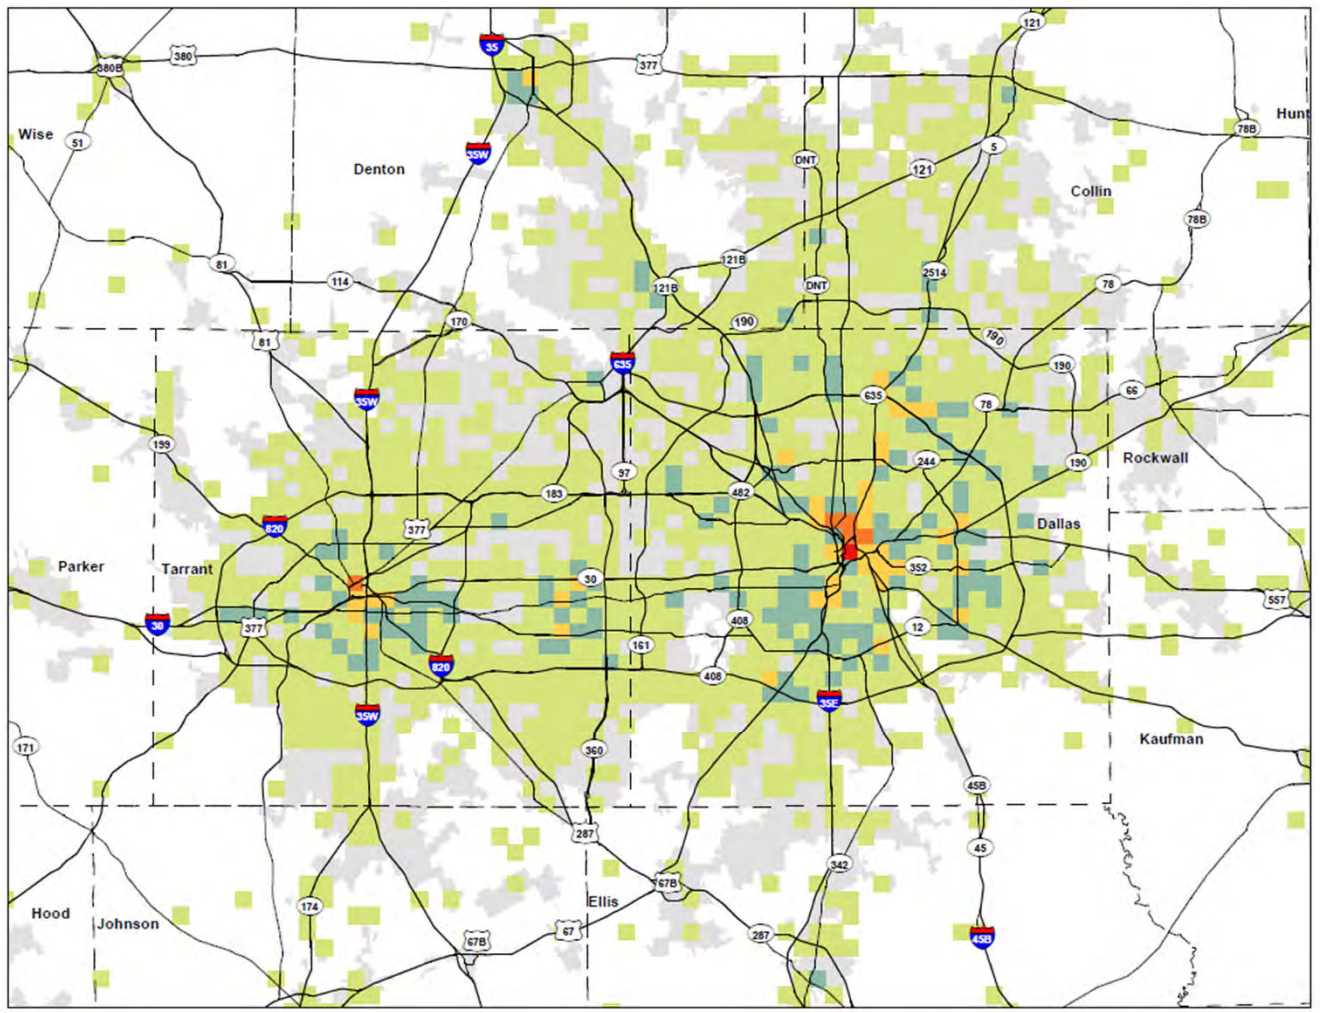 121
35
380
377
380B
Hunt
Wise
78B
51
5
35W
DNT
Denton
121
Collin
78B
121B
81
2514
114
78
DNT
121B
170
190
190
81
635
190
66
35W
635
78
199
Rockwall
244
190
97
183
482
820
377
Dallas
Parker
Tarrant
352
30
557
30
377
408
12
161
820
408
35E
35W
171
360
Kaufman
45B
287
45
342
67B
Ellis
174
Hood
Johnson
67
287
67B
45B